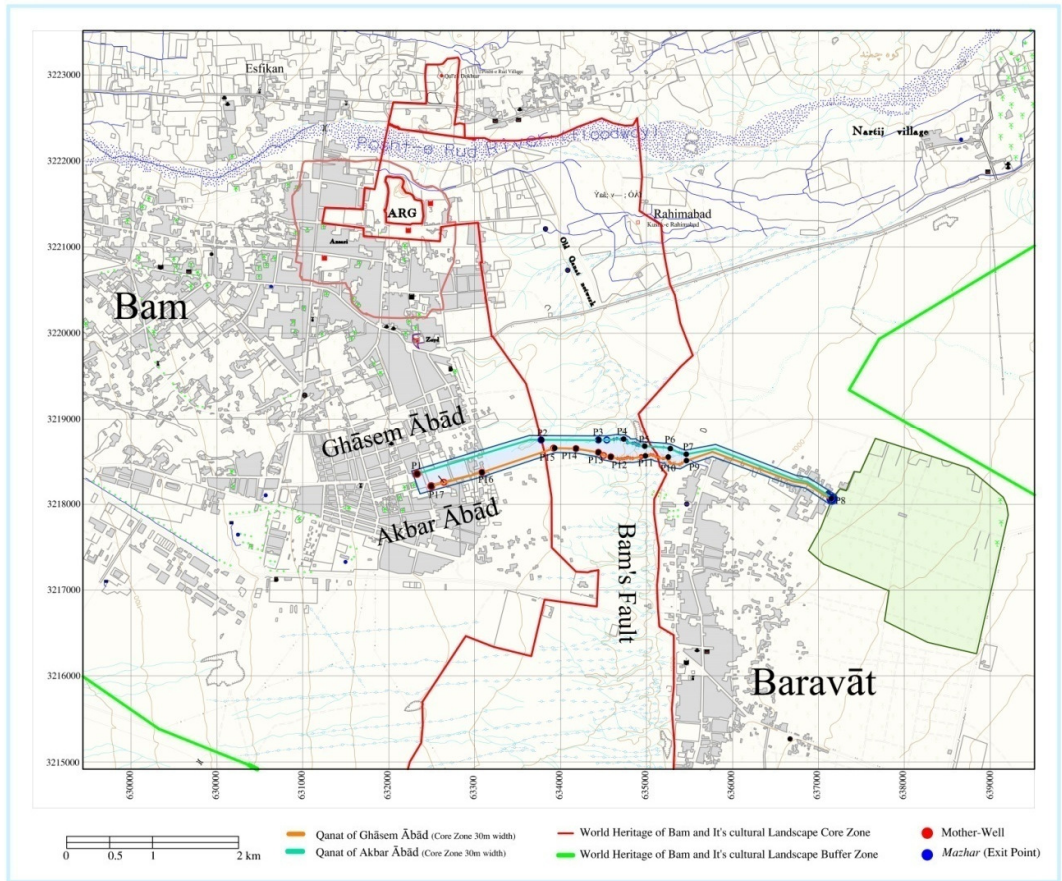 3223000
3222000
3221000
3220000
3219000
3218000
3217000
3216000
3215000
Esfikan
Posht-e Rud River (Floodway)
Nartij village
ARG
Rahimabad
Old Qanat network
Bam
Ghāsem Ābād
Akbar Ābād
P1
P2
P3
P4
P5
P6
P7
P8
P9
P10
P11
P12
P13
P14
P15
P16
P17
Bam's Fault
Baravāt
630000
631000
632000
633000
634000
635000
636000
637000
638000
639000
0 0.5 1 2 km
Qanat of Ghāsem Ābād (Core Zone 30m width)
Qanat of Akbar Ābād (Core Zone 30m width)
World Heritage of Bam and It's cultural Landscape Core Zone
World Heritage of Bam and It's cultural Landscape Buffer Zone
Mother-Well
Mazhar (Exit Point)